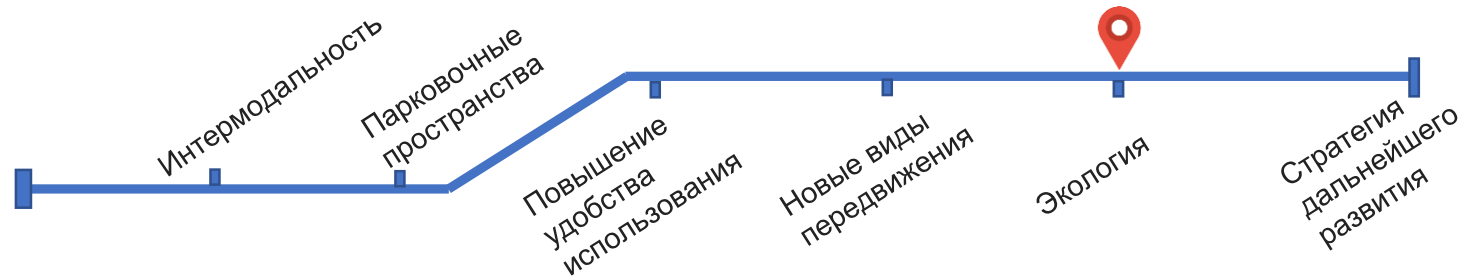 Интермодальность
Парковочные
пространства
Повышение
удобства
использования
Новые виды
передвижения
Экология
Стратегия
дальнейшего
развития